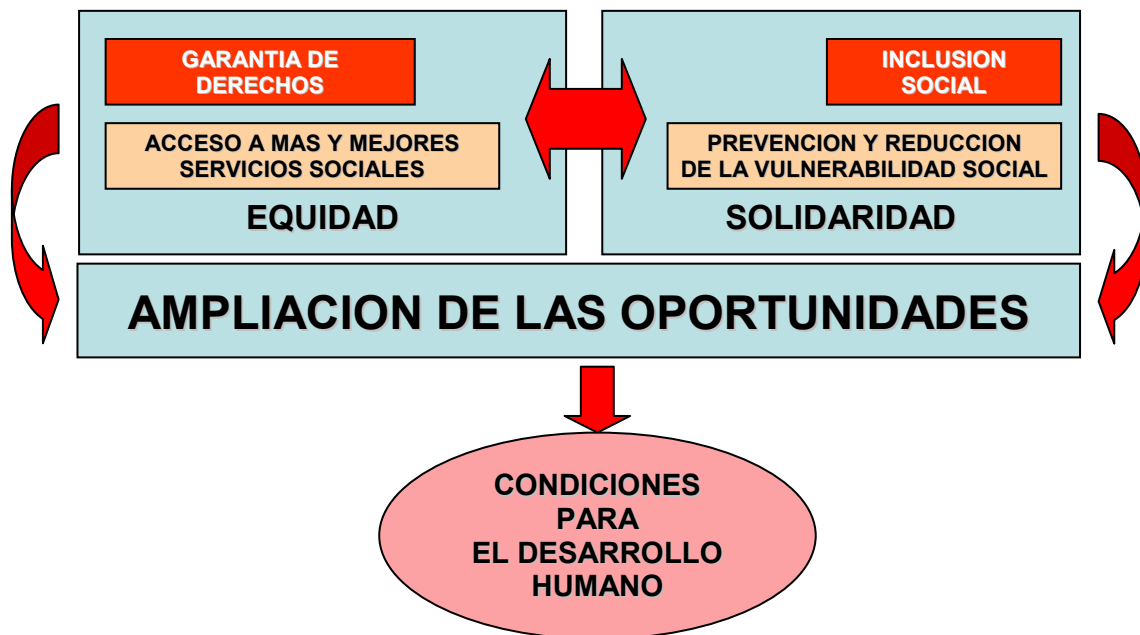 GARANTIA DE
DERECHOS
ACCESO A MAS Y MEJORES
SERVICIOS SOCIALES
EQUIDAD
INCLUSION
SOCIAL
PREVENCION Y REDUCCION
DE LA VULNERABILIDAD SOCIAL
SOLIDARIDAD
AMPLIACION DE LAS OPORTUNIDADES
CONDICIONES
PARA
EL DESARROLLO
HUMANO